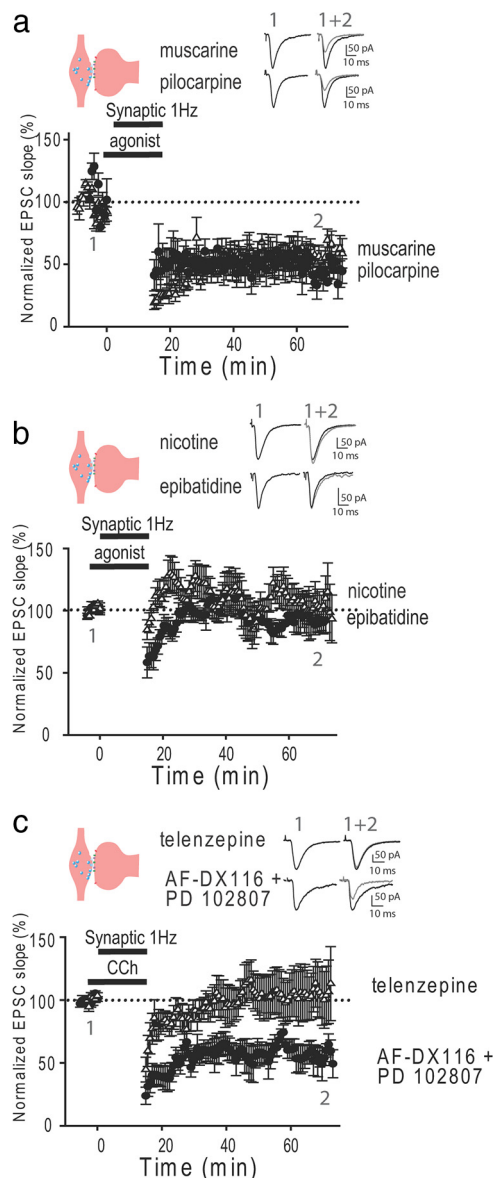 a
1 1+2
muscarine
50 pA
10 ms
pilocarpine
50 pA
10 ms
Synaptic 1Hz
agonist
Normalized EPSC slope (%)
150
100
50
0
1
2
muscarine
pilocarpine
0 20 40 60
Time (min)
b
1 1+2
nicotine
50 pA
10 ms
epibatidine
50 pA
10 ms
Synaptic 1Hz
agonist
Normalized EPSC slope (%)
150
100
50
0
1
2
nicotine
epibatidine
0 20 40 60
Time (min)
c
1 1+2
telenzepine
50 pA
10 ms
AF-DX116 +
PD 102807
50 pA
10 ms
Synaptic 1Hz
CCh
Normalized EPSC slope (%)
150
100
50
0
1
2
telenzepine
AF-DX116 +
PD 102807
0 20 40 60
Time (min)